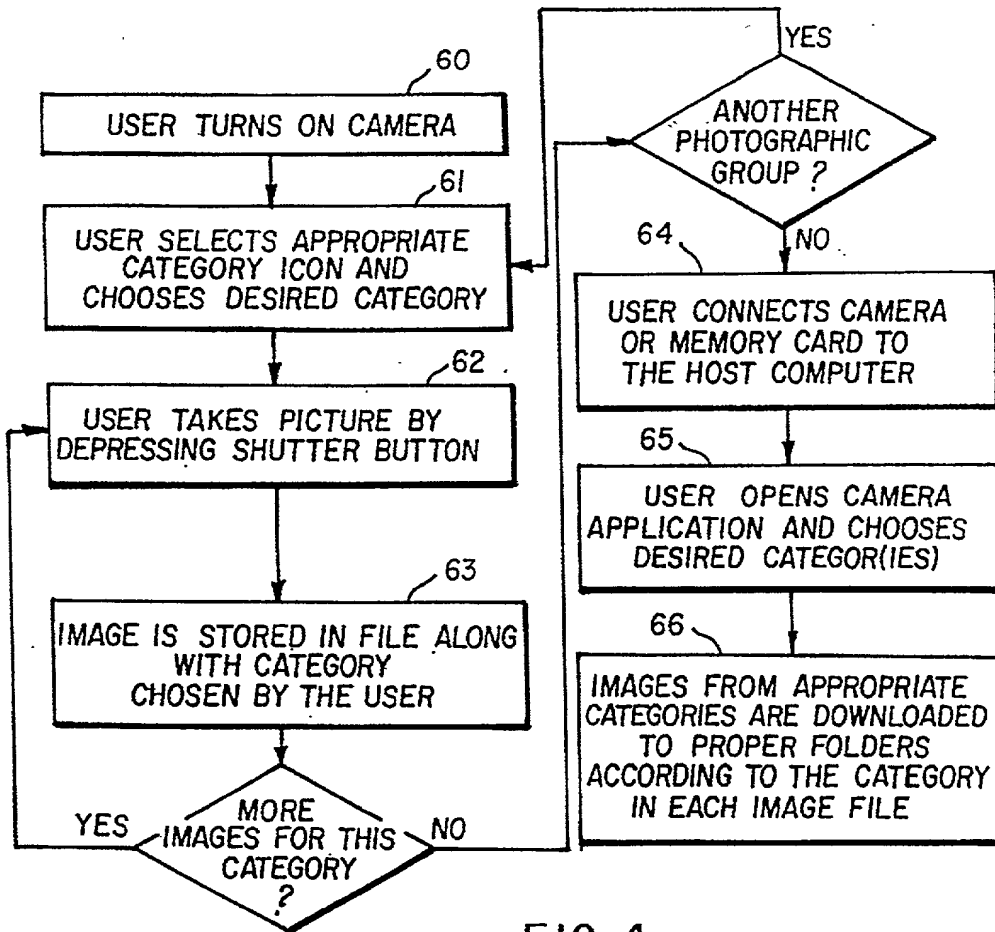 60
USER TURNS ON CAMERA
61
USER SELECTS APPROPRIATE
CATEGORY ICON AND
CHOOSES DESIRED CATEGORY
62
USER TAKES PICTURE BY
DEPRESSING SHUTTER BUTTON
63
IMAGE IS STORED IN FILE ALONG
WITH CATEGORY
CHOSEN BY THE USER
YES
MORE
IMAGES FOR THIS
CATEGORY
?
NO
YES
ANOTHER
PHOTOGRAPHIC
GROUP ?
NO
64
USER CONNECTS CAMERA
OR MEMORY CARD TO
THE HOST COMPUTER
65
USER OPENS CAMERA
APPLICATION AND CHOOSES
DESIRED CATEGOR(IES)
66
IMAGES FROM APPROPRIATE
CATEGORIES ARE DOWNLOADED
TO PROPER FOLDERS
ACCORDING TO THE CATEGORY
IN EACH IMAGE FILE